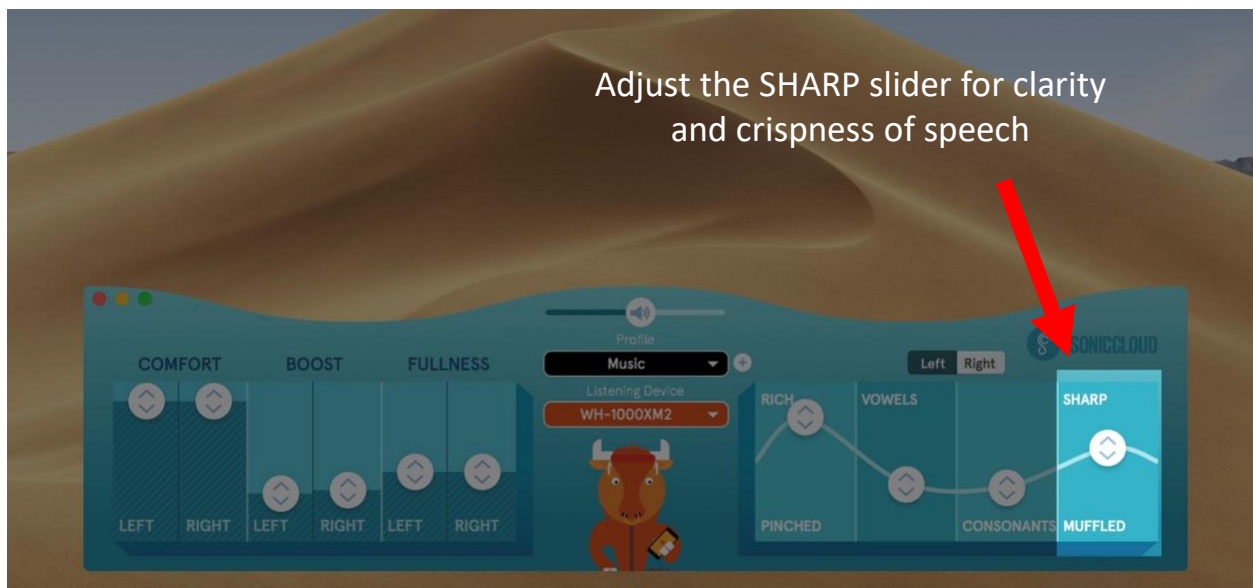 Adjust the SHARP slider for clarity
and crispness of speech
SONICCLOUD
Profile
COMFORT BOOST FULLNESS
Music
Left Right
Listening Device
WH-1000XM2
RICH VOWELS SHARP
LEFT RIGHT LEFT RIGHT LEFT RIGHT
PINCHED CONSONANTS MUFFLED